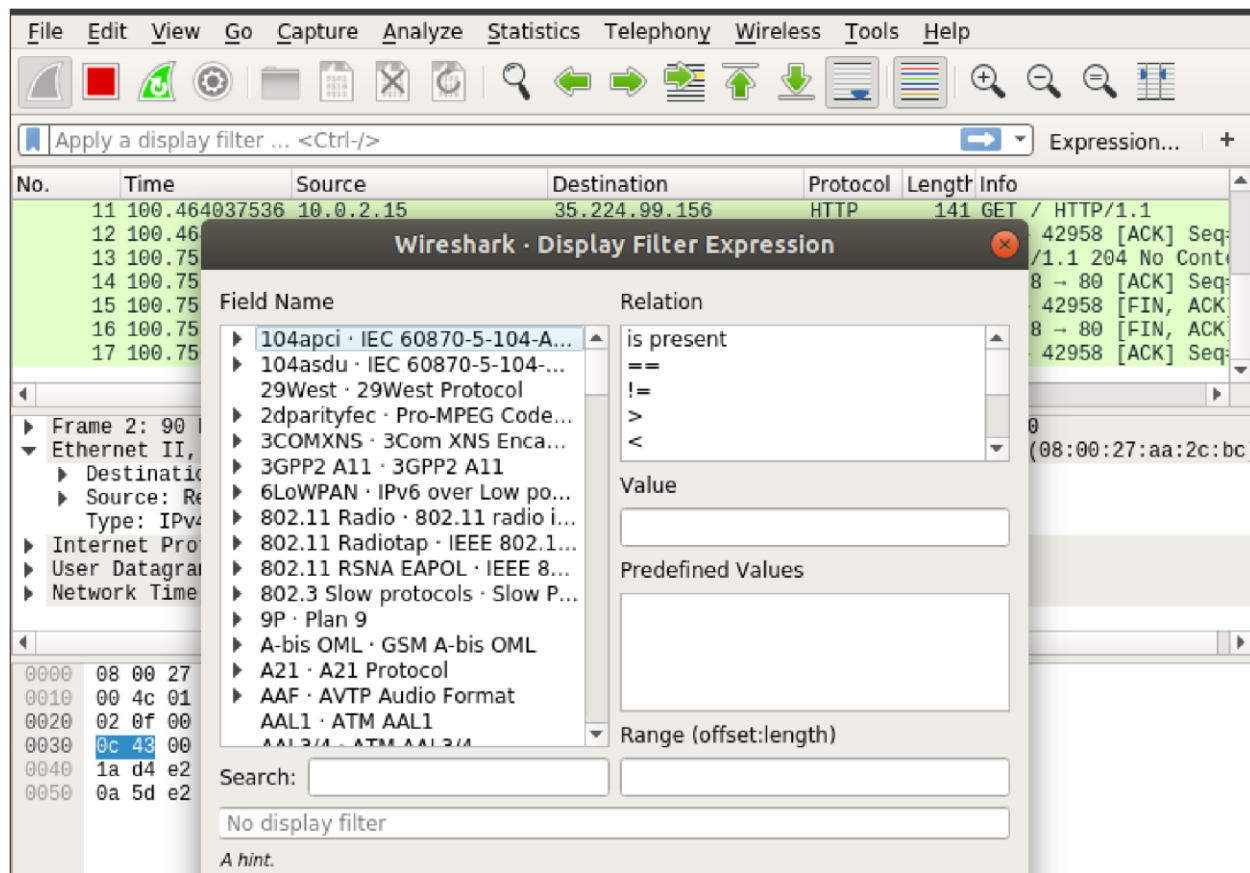 File Edit View Go Capture Analyze Statistics Telephony Wireless Tools Help
Apply a display filter ... <Ctrl-/>
Expression... +
No. Time Source Destination Protocol Length Info
11 100.464037536 10.0.2.15 35.224.99.156 HTTP 141 GET / HTTP/1.1
12 100.46 42958 [ACK] Seq=
13 100.75 /1.1 204 No Conte
14 100.75 8 → 80 [ACK] Seq=
15 100.75 42958 [FIN, ACK
16 100.75 8 → 80 [FIN, ACK
17 100.75 42958 [ACK] Seq=
Wireshark · Display Filter Expression
Field Name
104apci · IEC 60870-5-104-A...
104asdu · IEC 60870-5-104-...
29West · 29West Protocol
2dparityfec · Pro-MPEG Code...
3COMXNS · 3Com XNS Enca...
3GPP2 A11 · 3GPP2 A11
6LoWPAN · IPv6 over Low po...
802.11 Radio · 802.11 radio i...
802.11 Radiotap · IEEE 802.1...
802.11 RSNA EAPOL · IEEE 8...
802.3 Slow protocols · Slow P...
9P · Plan 9
A-bis OML · GSM A-bis OML
A21 · A21 Protocol
AAF · AVTP Audio Format
AAL1 · ATM AAL1
AAL3/4 · ATM AAL3/4
Search:
Relation
is present
==
!=
>
<
Value
Predefined Values
Range (offset:length)
No display filter
A hint.
Frame 2: 90 0
Ethernet II, (08:00:27:aa:2c:bc)
Destinatio
Source: Re
Type: IPv4
Internet Pro
User Datagra
Network Time
0000 08 00 27
0010 00 4c 01
0020 02 0f 00
0030 0c 43 00
0040 1a d4 e2
0050 0a 5d e2